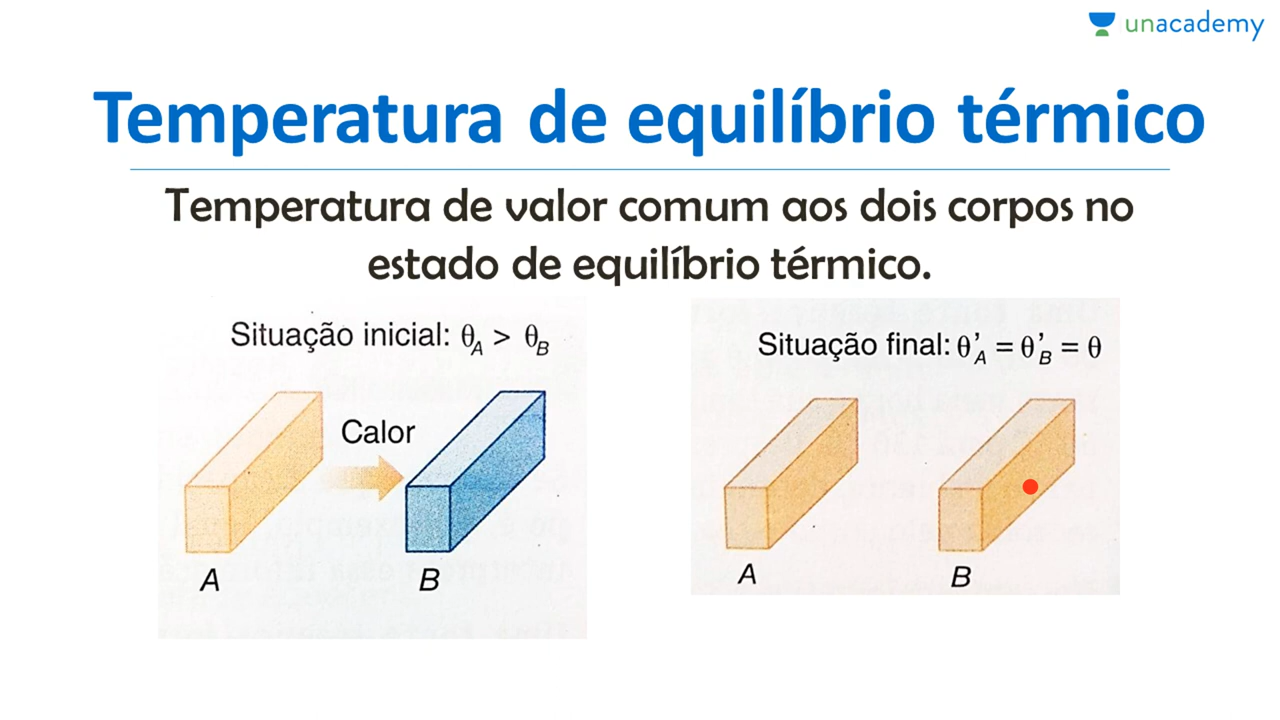 unacademy
Temperatura de equilíbrio térmico
Temperatura de valor comum aos dois corpos no
estado de equilíbrio térmico.
Situação inicial: θA > θB
Calor
A
B
Situação final: θ’A = θ’B = θ
A
B